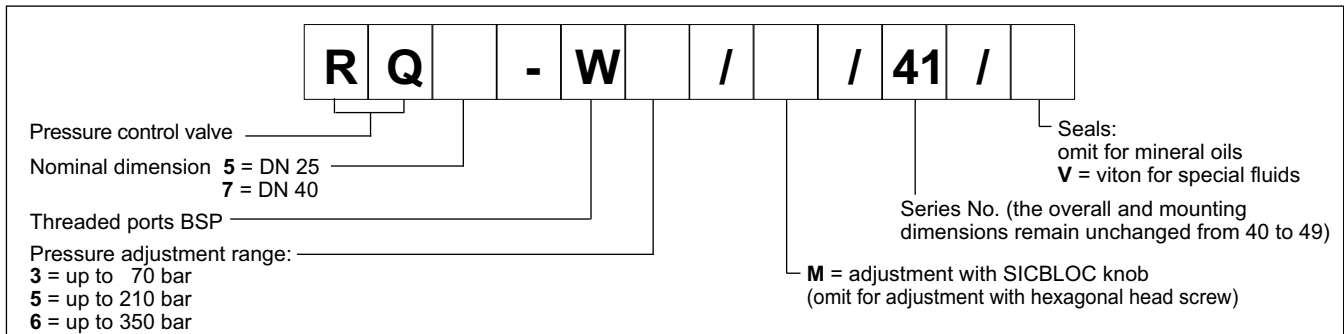 R Q - W / / 41 /
Pressure control valve
Nominal dimension 5 = DN 25
7 = DN 40
Threaded ports BSP
Pressure adjustment range:
3 = up to 70 bar
5 = up to 210 bar
6 = up to 350 bar
Seals:
omit for mineral oils
V = viton for special fluids
Series No. (the overall and mounting
dimensions remain unchanged from 40 to 49)
M = adjustment with SICBLOC knob
(omit for adjustment with hexagonal head screw)